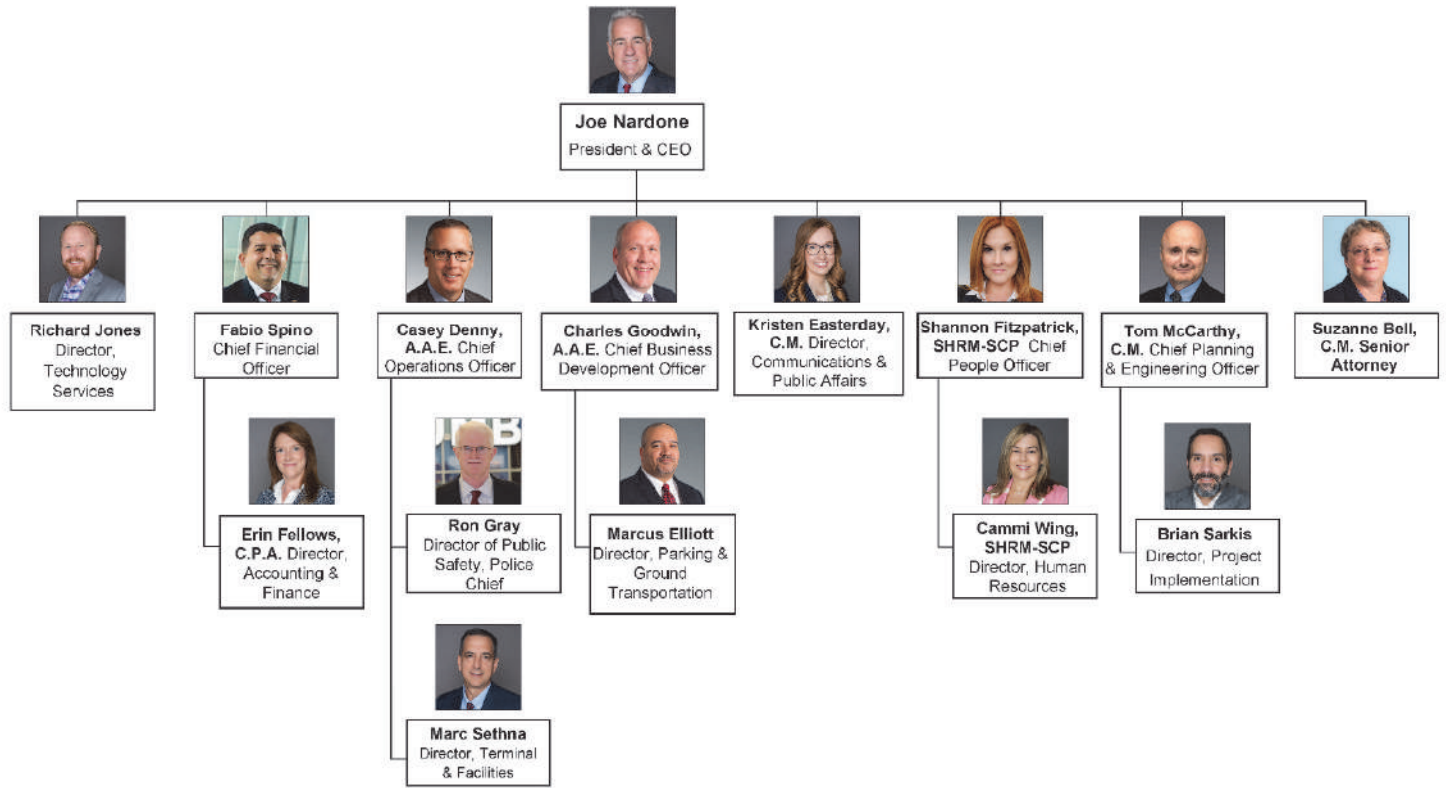 Joe Nardone
President & CEO
Richard Jones
Director,
Technology
Services
Fabio Spino
Chief Financial
Officer
Casey Denny,
A.A.E. Chief
Operations Officer
Charles Goodwin,
A.A.E. Chief Business
Development Officer
Kristen Easterday,
C.M. Director,
Communications &
Public Affairs
Shannon Fitzpatrick,
SHRM-SCP Chief
People Officer
Tom McCarthy,
C.M. Chief Planning
& Engineering Officer
Suzanne Bell,
C.M. Senior
Attorney
Erin Fellows,
C.P.A. Director,
Accounting &
Finance
Ron Gray
Director of Public
Safety, Police
Chief
Marcus Elliott
Director, Parking &
Ground
Transportation
Cammi Wing,
SHRM-SCP
Director, Human
Resources
Brian Sarkis
Director, Project
Implementation
Marc Sethna
Director, Terminal
& Facilities